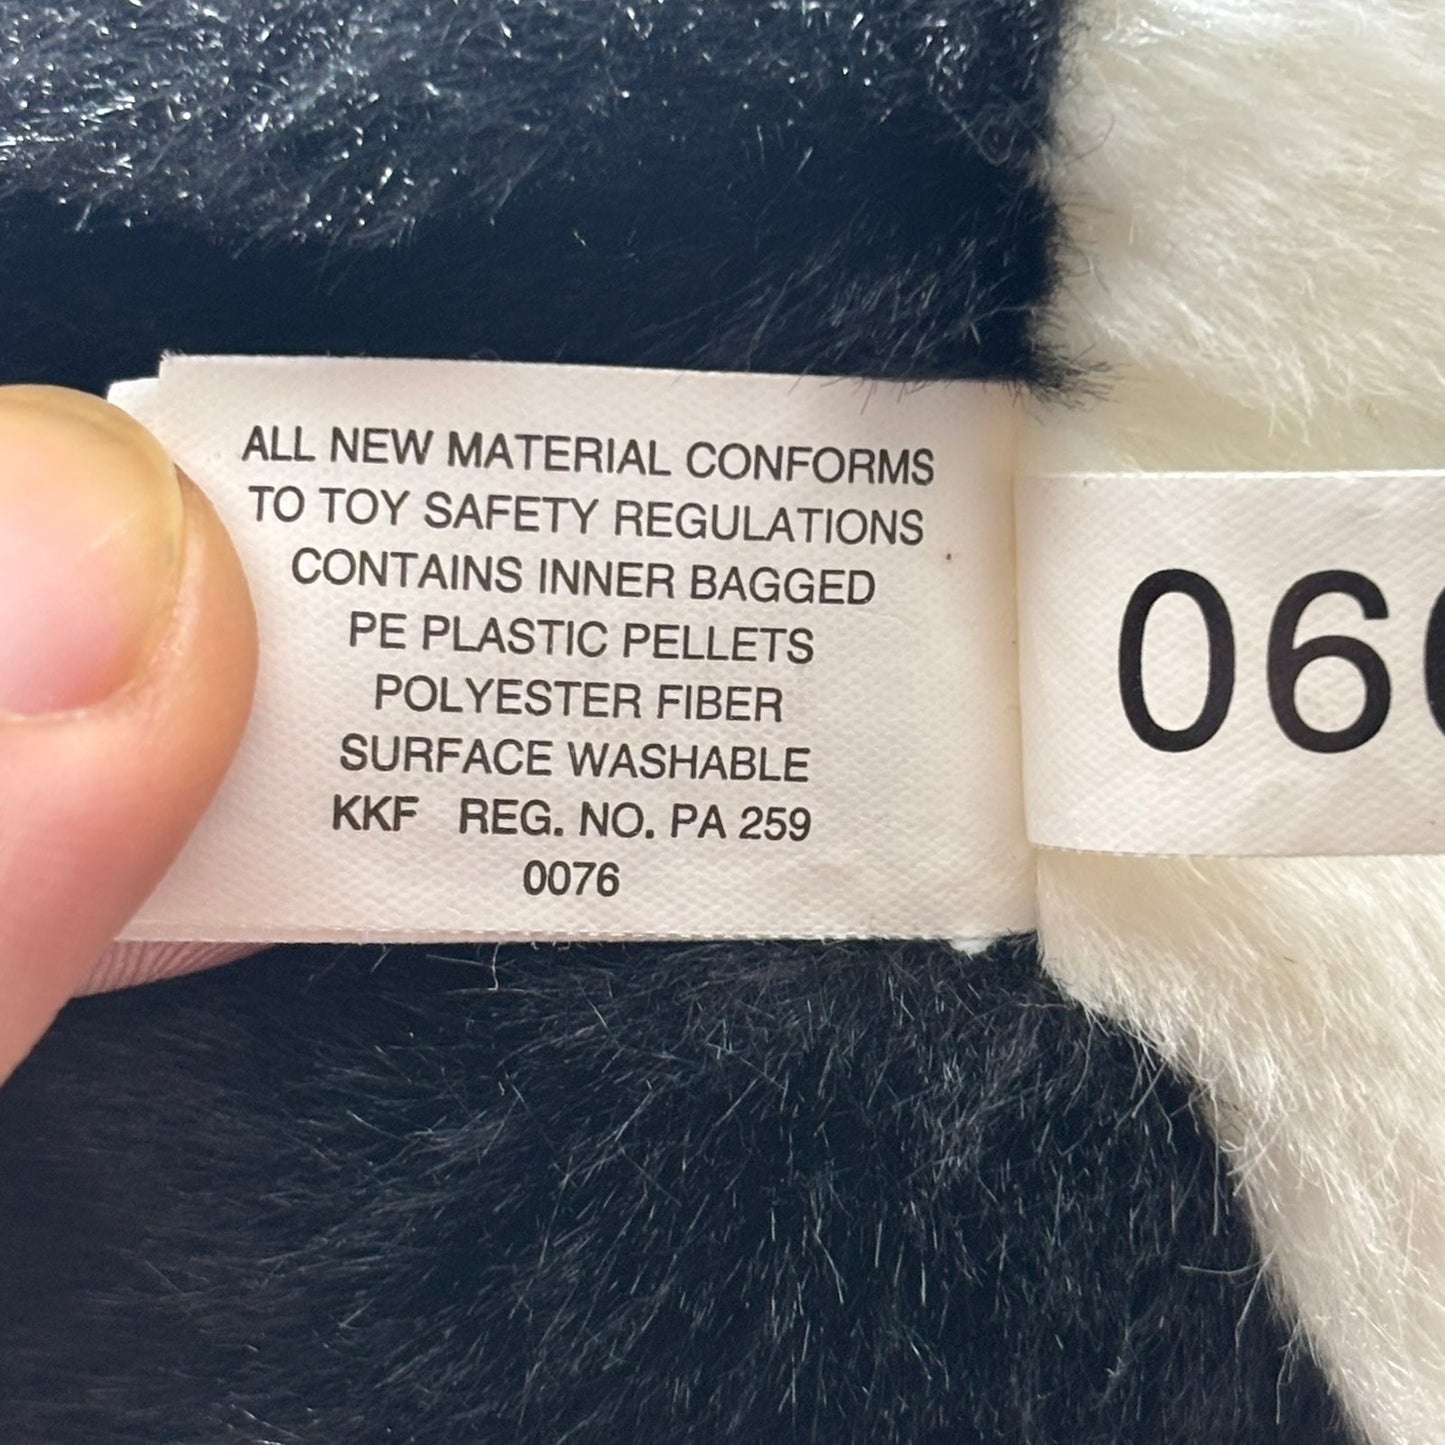 ALL NEW MATERIAL CONFORMS
TO TOY SAFETY REGULATIONS
CONTAINS INNER BAGGED
PE PLASTIC PELLETS
POLYESTER FIBER
SURFACE WASHABLE
KKF REG. NO. PA 259
0076